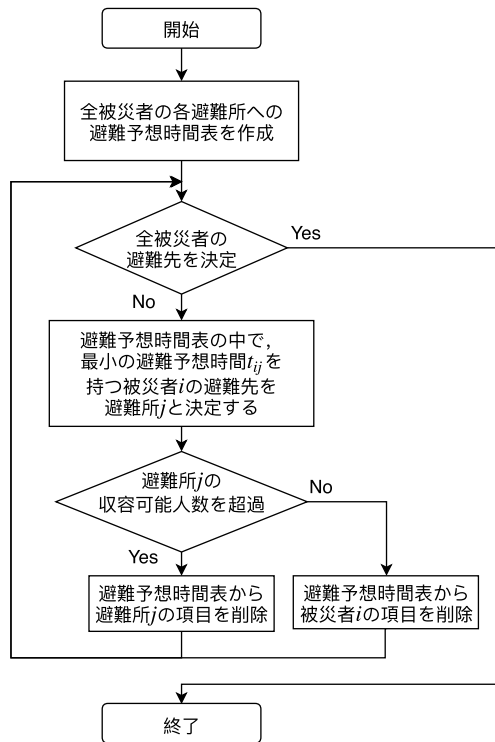 開始
全被災者の各避難所への
避難予想時間表を作成
全被災者の
避難先を決定
Yes
No
避難予想時間表の中で,
最小の避難予想時間tijを
持つ被災者iの避難先を
避難所jと決定する
避難所jの
収容可能人数を超過
No
Yes
避難予想時間表から
避難所jの項目を削除
避難予想時間表から
被災者iの項目を削除
終了